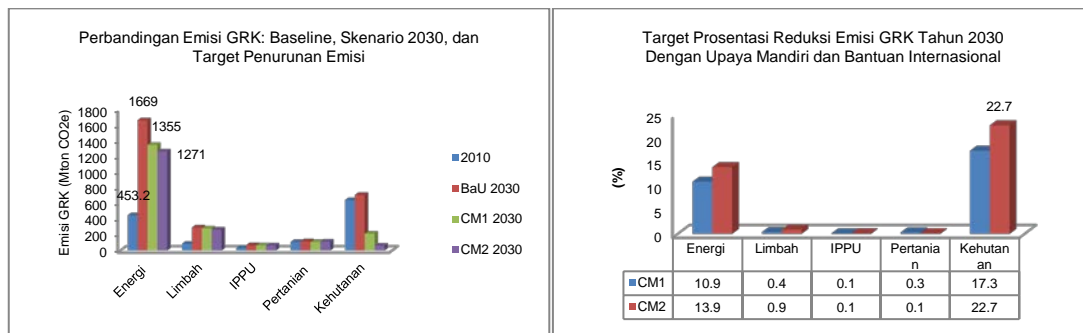 Perbandingan Emisi GRK: Baseline, Skenario 2030, dan
Target Penurunan Emisi
Emisi GRK (Mton CO2e)
1800
1600
1400
1200
1000
800
600
400
200
0
1669
1355
1271
453.2
Energi
Limbah
IPPU
Pertanian
Kehutanan
2010
BaU 2030
CM1 2030
CM2 2030
Target Prosentasi Reduksi Emisi GRK Tahun 2030
Dengan Upaya Mandiri dan Bantuan Internasional
(%)
25
20
15
10
5
0
22.7
Energi Limbah IPPU Pertania Kehutan
n an
CM1 10.9 0.4 0.1 0.3 17.3
CM2 13.9 0.9 0.1 0.1 22.7